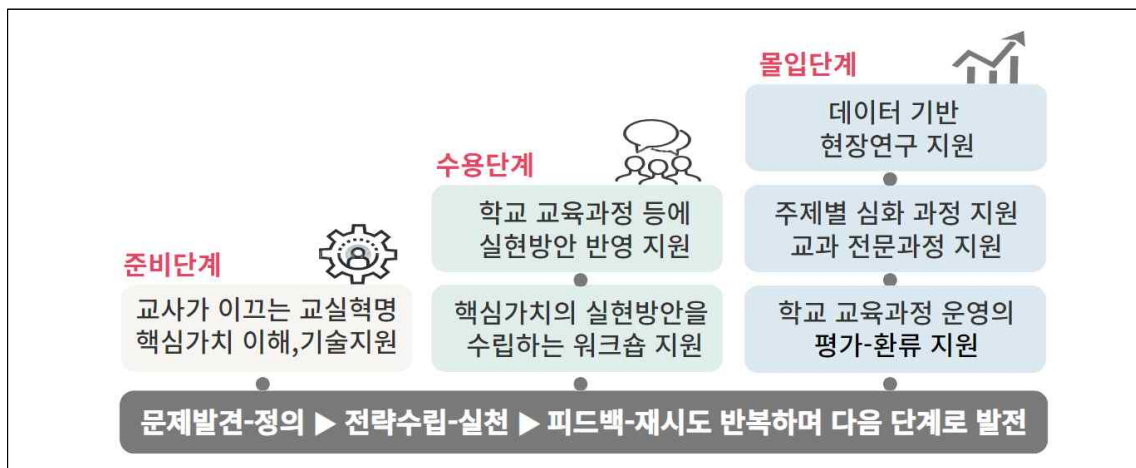 준비단계
교사가 이끄는 교실혁명
핵심가치 이해,기술지원
수용단계
학교 교육과정 등에
실현방안 반영 지원
핵심가치의 실현방안을
수립하는 워크숍 지원
몰입단계
데이터 기반
현장연구 지원
주제별 심화 과정 지원
교과 전문과정 지원
학교 교육과정 운영의
평가-환류 지원
문제발견-정의 ▶ 전략수립-실천 ▶ 피드백-재시도 반복하며 다음 단계로 발전